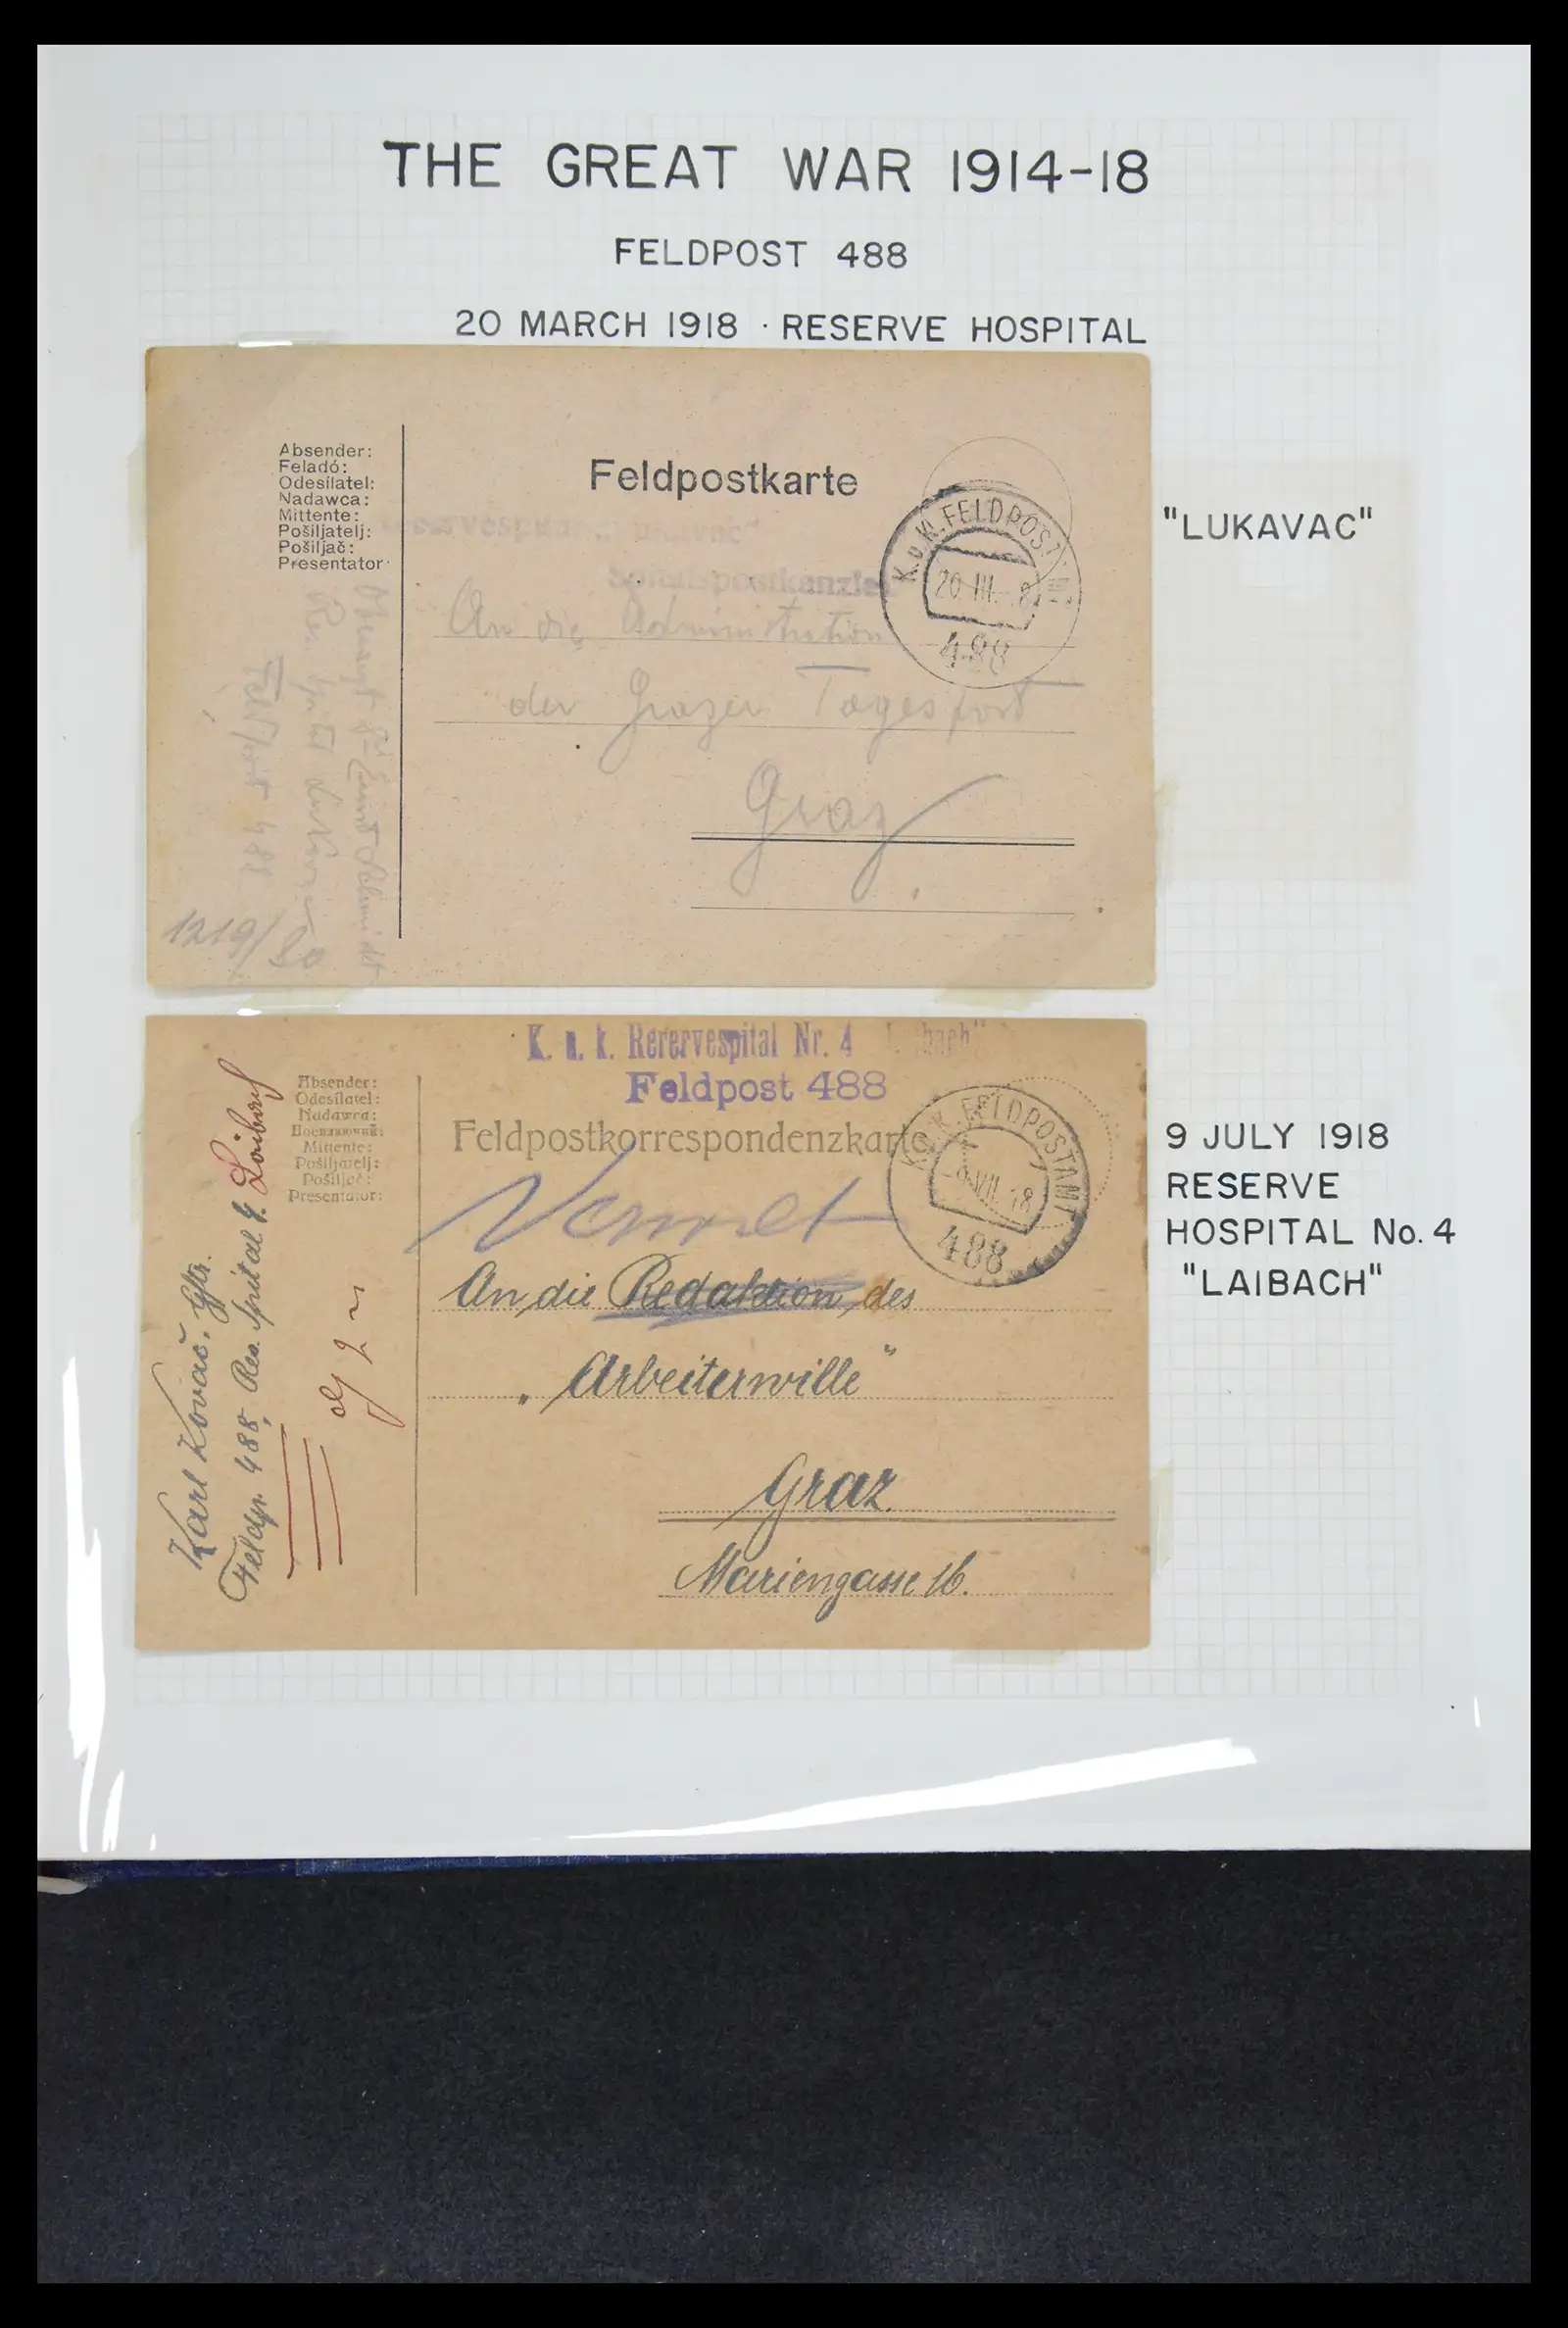 THE GREAT WAR 1914-18
FELDPOST 488
20 MARCH 1918 · RESERVE HOSPITAL
"LUKAVAC"
Absender:
Feladó:
Odesílatel:
Nadawca:
Mittente:
Pošiljatelj:
Pošiljač:
Presentator
Feldpostkarte
K.u.K. FELDPOST
20 III. 18
488
An die Administration
der Grazer Tagespost
Graz
Feldpost 488
1219/
K. u. k. Rerervespital Nr. 4
Feldpost 488
Absender:
Odesílatel:
Nadawca:
Mittente:
Pošiljatelj:
Pošiljač:
Presentator:
Feldpostkorrespondenzkarte
K.u.K. FELDPOSTAMT
9 VII. 18
488
An die Redaktion des
„Arbeiterwille"
Graz.
Mariengasse 16.
Karl Kovač. Gftr.
Feldp. 488, Res. Spital 4. Laibach
9 JULY 1918
RESERVE
HOSPITAL No. 4
"LAIBACH"